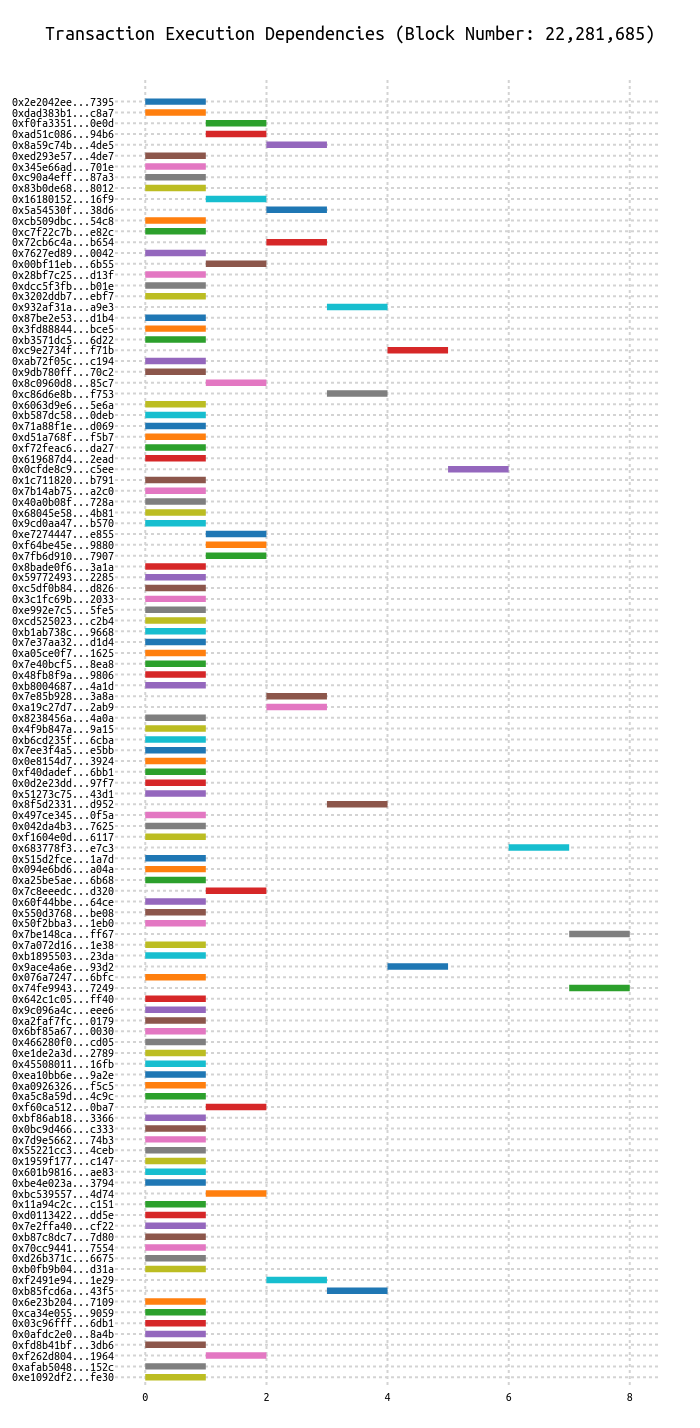 Transaction Execution Dependencies (Block Number: 22,281,685)
0x2e2042ee...7395
0xdad383b1...c8a7
0xf0fa3351...0e0d
0xad51c086...94b6
0x8a59c74b...4de5
0xed293e57...4de7
0x345e66ad...701e
0xc90a4eff...87a3
0x83b0de68...8012
0x16180152...16f9
0x5a54530f...38d6
0xcb509dbc...54c8
0xc7f22c7b...e82c
0x72cb6c4a...b654
0x7627ed89...0042
0x00bf11eb...6b55
0x28bf7c25...d13f
0xdcc5f3fb...b01e
0x3202ddb7...ebf7
0x932af31a...a9e3
0x87be2e53...d1b4
0x3fd88844...bce5
0xb3571dc5...6d22
0xc9e2734f...f71b
0xab72f05c...c194
0x9db780ff...70c2
0x8c0960d8...85c7
0xc86d6e8b...f753
0x6063d9e6...5e6a
0xb587dc58...0deb
0x71a88f1e...d069
0xd51a768f...f5b7
0xf72feac6...da27
0x619687d4...2ead
0x0cfde8c9...c5ee
0x1c711820...b791
0x7b14ab75...a2c0
0x40a0b08f...728a
0x68045e58...4b81
0x9cd0aa47...b570
0xe7274447...e855
0xf64be45e...9880
0x7fb6d910...7907
0x8bade0f6...3a1a
0x59772493...2285
0xc5df0b84...d826
0x3c1fc69b...2033
0xe992e7c5...5fe5
0xcd525023...c2b4
0xb1ab738c...9668
0x7e37aa32...d1d4
0xa05ce0f7...1625
0x7e40bcf5...8ea8
0x48fb8f9a...9806
0xb8004687...4a1d
0x7e85b928...3a8a
0xa19c27d7...2ab9
0x8238456a...4a0a
0x4f9b847a...9a15
0xb6cd235f...6cba
0x7ee3f4a5...e5bb
0x0e8154d7...3924
0xf40dadef...6bb1
0x0d2e23dd...97f7
0x51273c75...43d1
0x8f5d2331...d952
0x497ce345...0f5a
0x042da4b3...7625
0xf1604e0d...6117
0x683778f3...e7c3
0x515d2fce...1a7d
0x094e6bd6...a04a
0xa25be5ae...6b68
0x7c8eeedc...d320
0x60f44bbe...64ce
0x550d3768...be08
0x50f2bba3...1eb0
0x7be148ca...ff67
0x7a072d16...1e38
0xb1895503...23da
0x9ace4a6e...93d2
0x076a7247...6bfc
0x74fe9943...7249
0x642c1c05...ff40
0x9c096a4c...eee6
0xa2faf7fc...0179
0x6bf85a67...0030
0x466280f0...cd05
0xe1de2a3d...2789
0x45508011...16fb
0xea10bb6e...9a2e
0xa0926326...f5c5
0xa5c8a59d...4c9c
0xf60ca512...0ba7
0xbf86ab18...3366
0x0bc9d466...c333
0x7d9e5662...74b3
0x55221cc3...4ceb
0x1959f177...c147
0x601b9816...ae83
0xbe4e023a...3794
0xbc539557...4d74
0x11a94c2c...c151
0xd0113422...dd5e
0x7e2ffa40...cf22
0xb87c8dc7...7d80
0x70cc9441...7554
0xd26b371c...6675
0xb0fb9b04...d31a
0xf2491e94...1e29
0xb85fcd6a...43f5
0x6e23b204...7109
0xca34e055...9059
0x03c96fff...6db1
0x0afdc2e0...8a4b
0xfd8b41bf...3db6
0xf262d804...1964
0xafab5048...152c
0xe1092df2...fe30
0 2 4 6 8